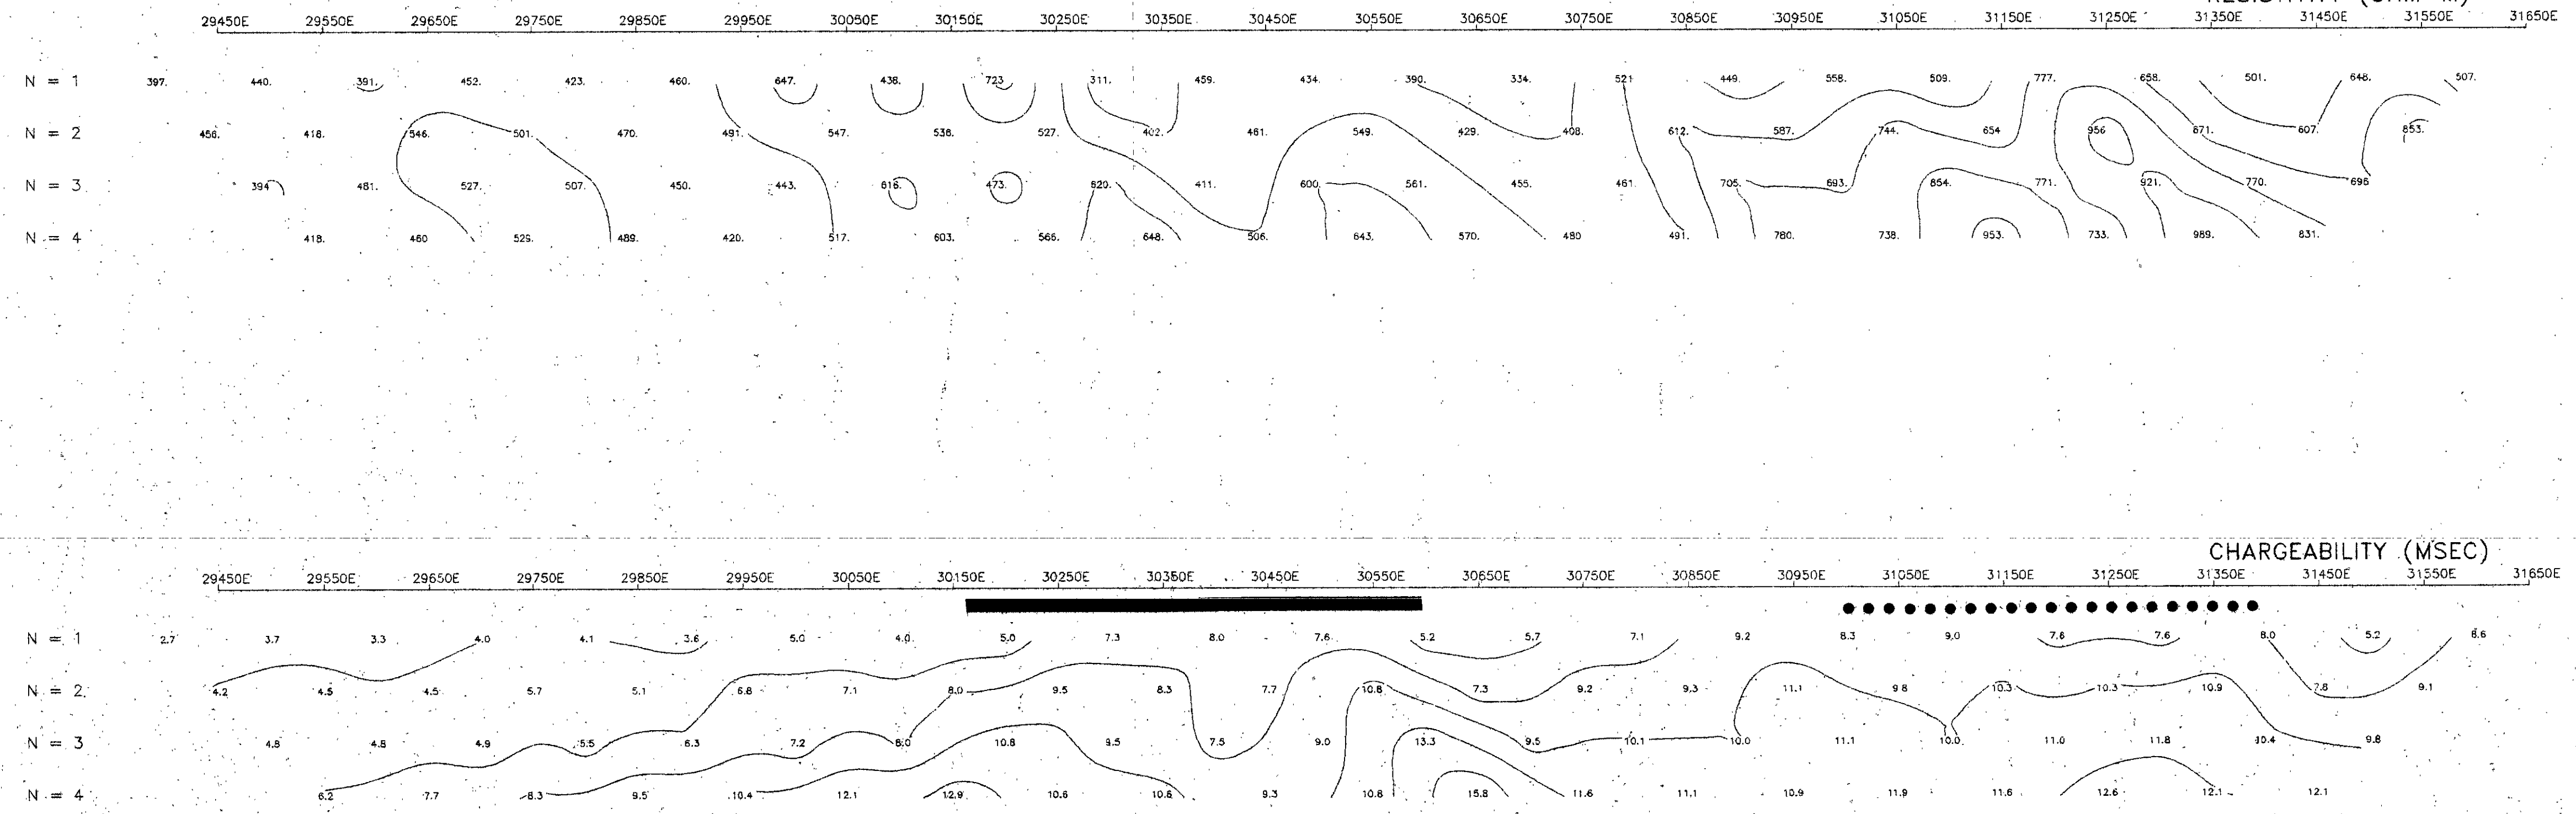 29450E 29550E 29650E 29750E 29850E 29950E 30050E 30150E 30250E 30350E 30450E 30550E 30650E 30750E 30850E 30950E 31050E 31150E 31250E 31350E 31450E 31550E 31650E
N = 1 397. 440. 391. 452. 423. 460. 647. 438. 723. 311. 459. 434. 390. 334. 521 449. 558. 509. 777. 658. 501. 648. 507.
N = 2 456. 418. 546. 501. 470. 491. 547. 538. 527. 402. 461. 549. 429. 408. 612. 587. 744. 654 956 671. 607. 853.
N = 3 394 481. 527. 507. 450. 443. 616. 473. 620. 411. 600. 561. 455. 461. 705. 693. 854. 771. 921. 770. 696
N = 4 418. 460 529. 489. 420. 517. 603. 566. 648. 506. 643. 570. 480 491. 780. 738. 953. 733. 989. 831.
CHARGEABILITY (MSEC)
29450E 29550E 29650E 29750E 29850E 29950E 30050E 30150E 30250E 30350E 30450E 30550E 30650E 30750E 30850E 30950E 31050E 31150E 31250E 31350E 31450E 31550E 31650E
N = 1 2.7 3.7 3.3 4.0 4.1 3.6 5.0 4.0 5.0 7.3 8.0 7.6 5.2 5.7 7.1 9.2 8.3 9.0 7.6 7.6 8.0 5.2 8.6
N = 2 4.2 4.5 4.5 5.7 5.1 6.8 7.1 8.0 9.5 8.3 7.7 10.8 7.3 9.2 9.3 11.1 9.8 10.3 10.3 10.9 7.8 9.1
N = 3 4.8 4.8 4.9 5.5 6.3 7.2 8.0 10.8 9.5 7.5 9.0 13.3 9.5 10.1 10.0 11.1 10.0 11.0 11.8 10.4 9.8
N = 4 6.2 7.7 8.3 9.5 10.4 12.1 12.9 10.6 10.6 9.3 10.8 15.8 11.6 11.1 10.9 11.9 11.6 12.6 12.1 12.1